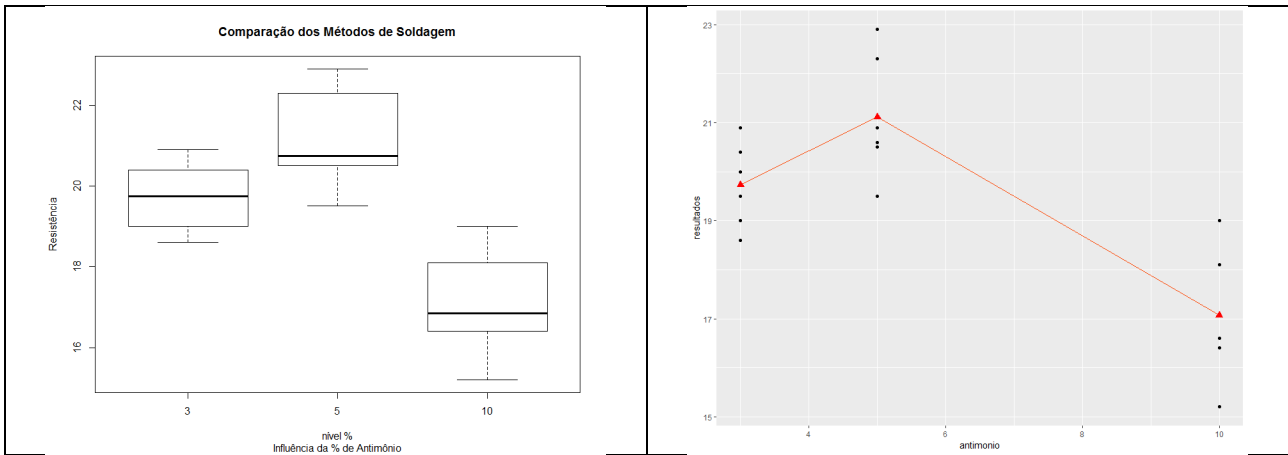 Comparação dos Métodos de Soldagem
Resistência
22
20
18
16
3 5 10
nível %
Influência da % de Antimônio
resultados
23
21
19
17
15
4 6 8 10
antimonio